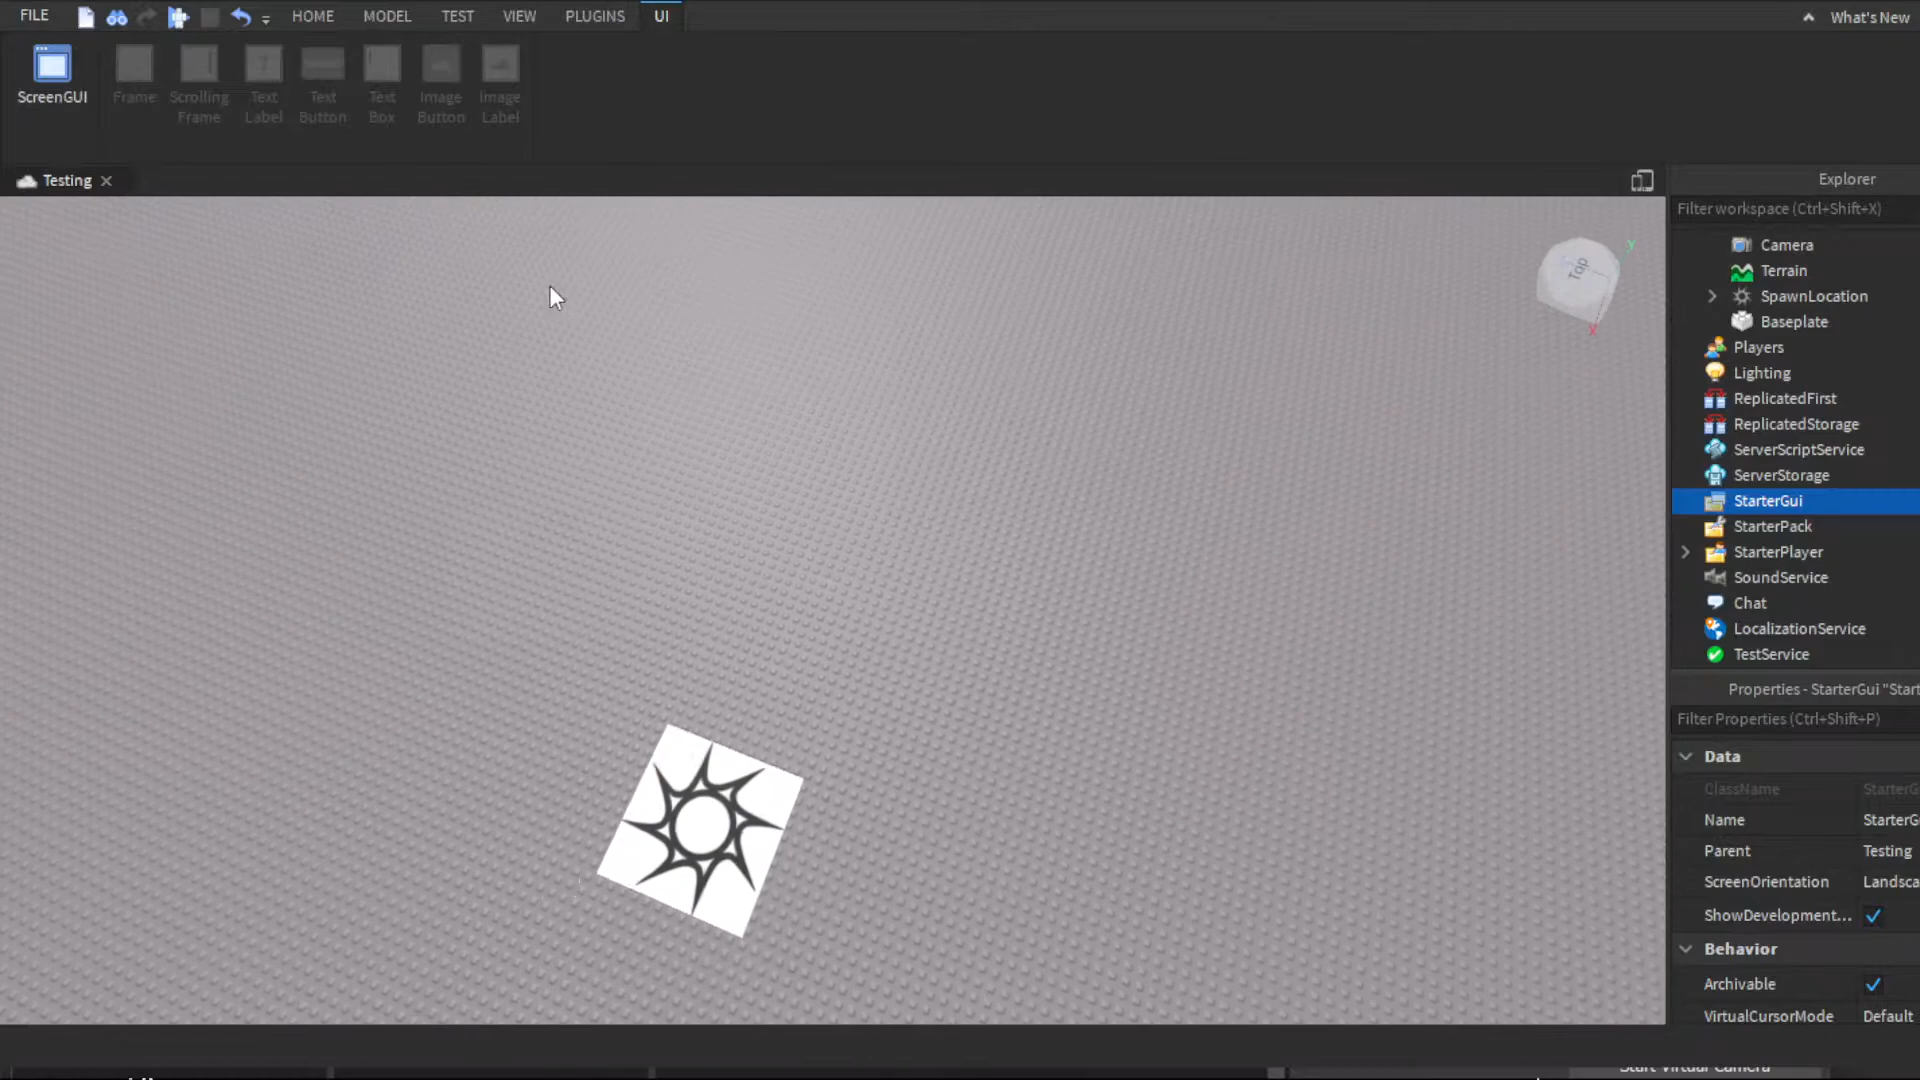 FILE HOME MODEL TEST VIEW PLUGINS UI What's New
ScreenGUI Frame Scrolling Frame Text Label Text Button Text Box Image Button Image Label
Testing
Explorer
Filter workspace (Ctrl+Shift+X)
Top
Y
X
Camera
Terrain
SpawnLocation
Baseplate
Players
Lighting
ReplicatedFirst
ReplicatedStorage
ServerScriptService
ServerStorage
StarterGui
StarterPack
StarterPlayer
SoundService
Chat
LocalizationService
TestService
Properties - StarterGui "Start
Filter Properties (Ctrl+Shift+P)
Data
ClassName StarterG
Name StarterG
Parent Testing
ScreenOrientation Landsca
ShowDevelopment...
Behavior
Archivable
VirtualCursorMode Default
Start Virtual Camera